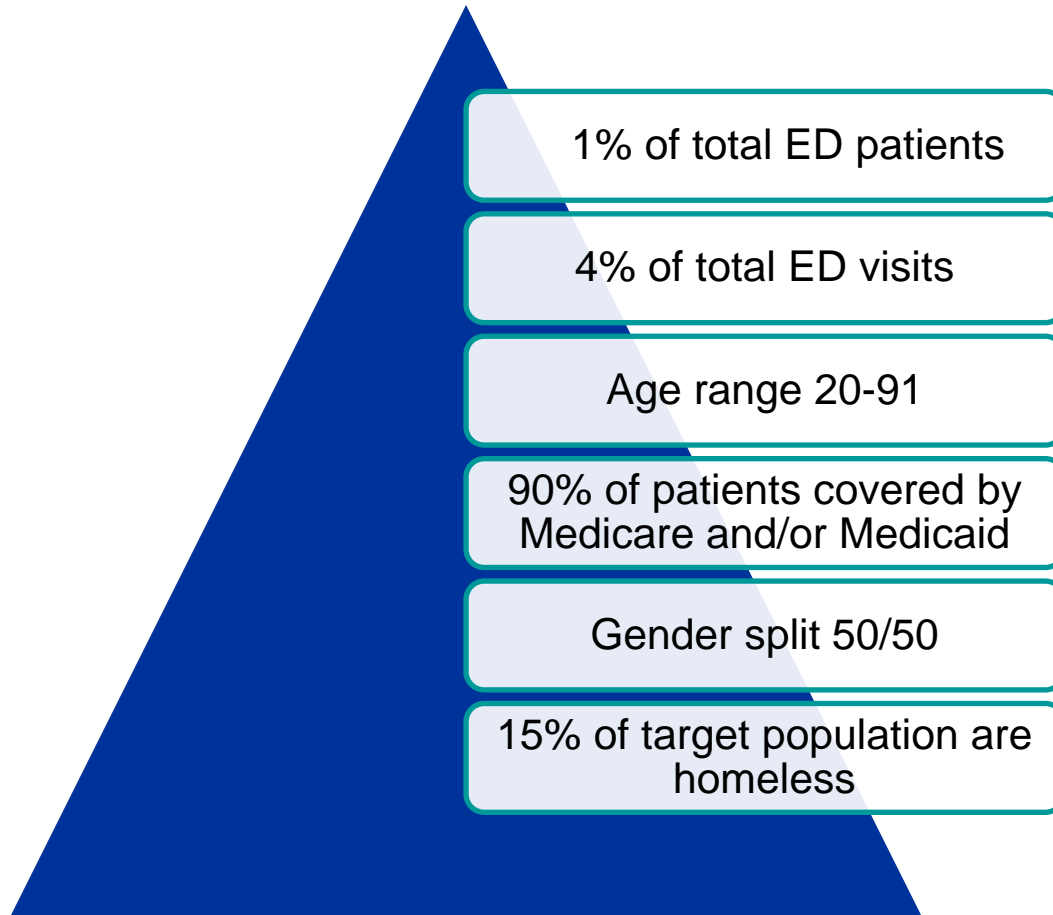 1% of total ED patients
4% of total ED visits
Age range 20-91
90% of patients covered by
Medicare and/or Medicaid
Gender split 50/50
15% of target population are
homeless